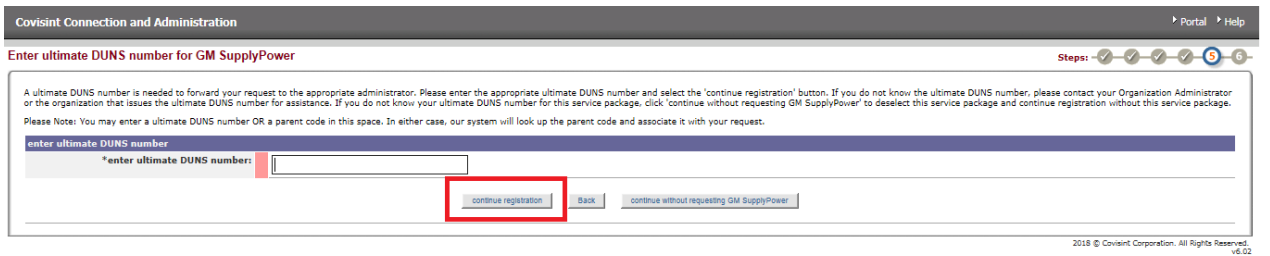 Covisint Connection and Administration
Portal Help
Enter ultimate DUNS number for GM SupplyPower
Steps: 5 6
A ultimate DUNS number is needed to forward your request to the appropriate administrator. Please enter the appropriate ultimate DUNS number and select the 'continue registration' button. If you do not know the ultimate DUNS number, please contact your Organization Administrator
or the organization that issues the ultimate DUNS number for assistance. If you do not know your ultimate DUNS number for this service package, click 'continue without requesting GM SupplyPower' to deselect this service package and continue registration without this service package.
Please Note: You may enter a ultimate DUNS number OR a parent code in this space. In either case, our system will look up the parent code and associate it with your request.
enter ultimate DUNS number
*enter ultimate DUNS number:
continue registration Back continue without requesting GM SupplyPower
2018 © Covisint Corporation. All Rights Reserved.
v6.02